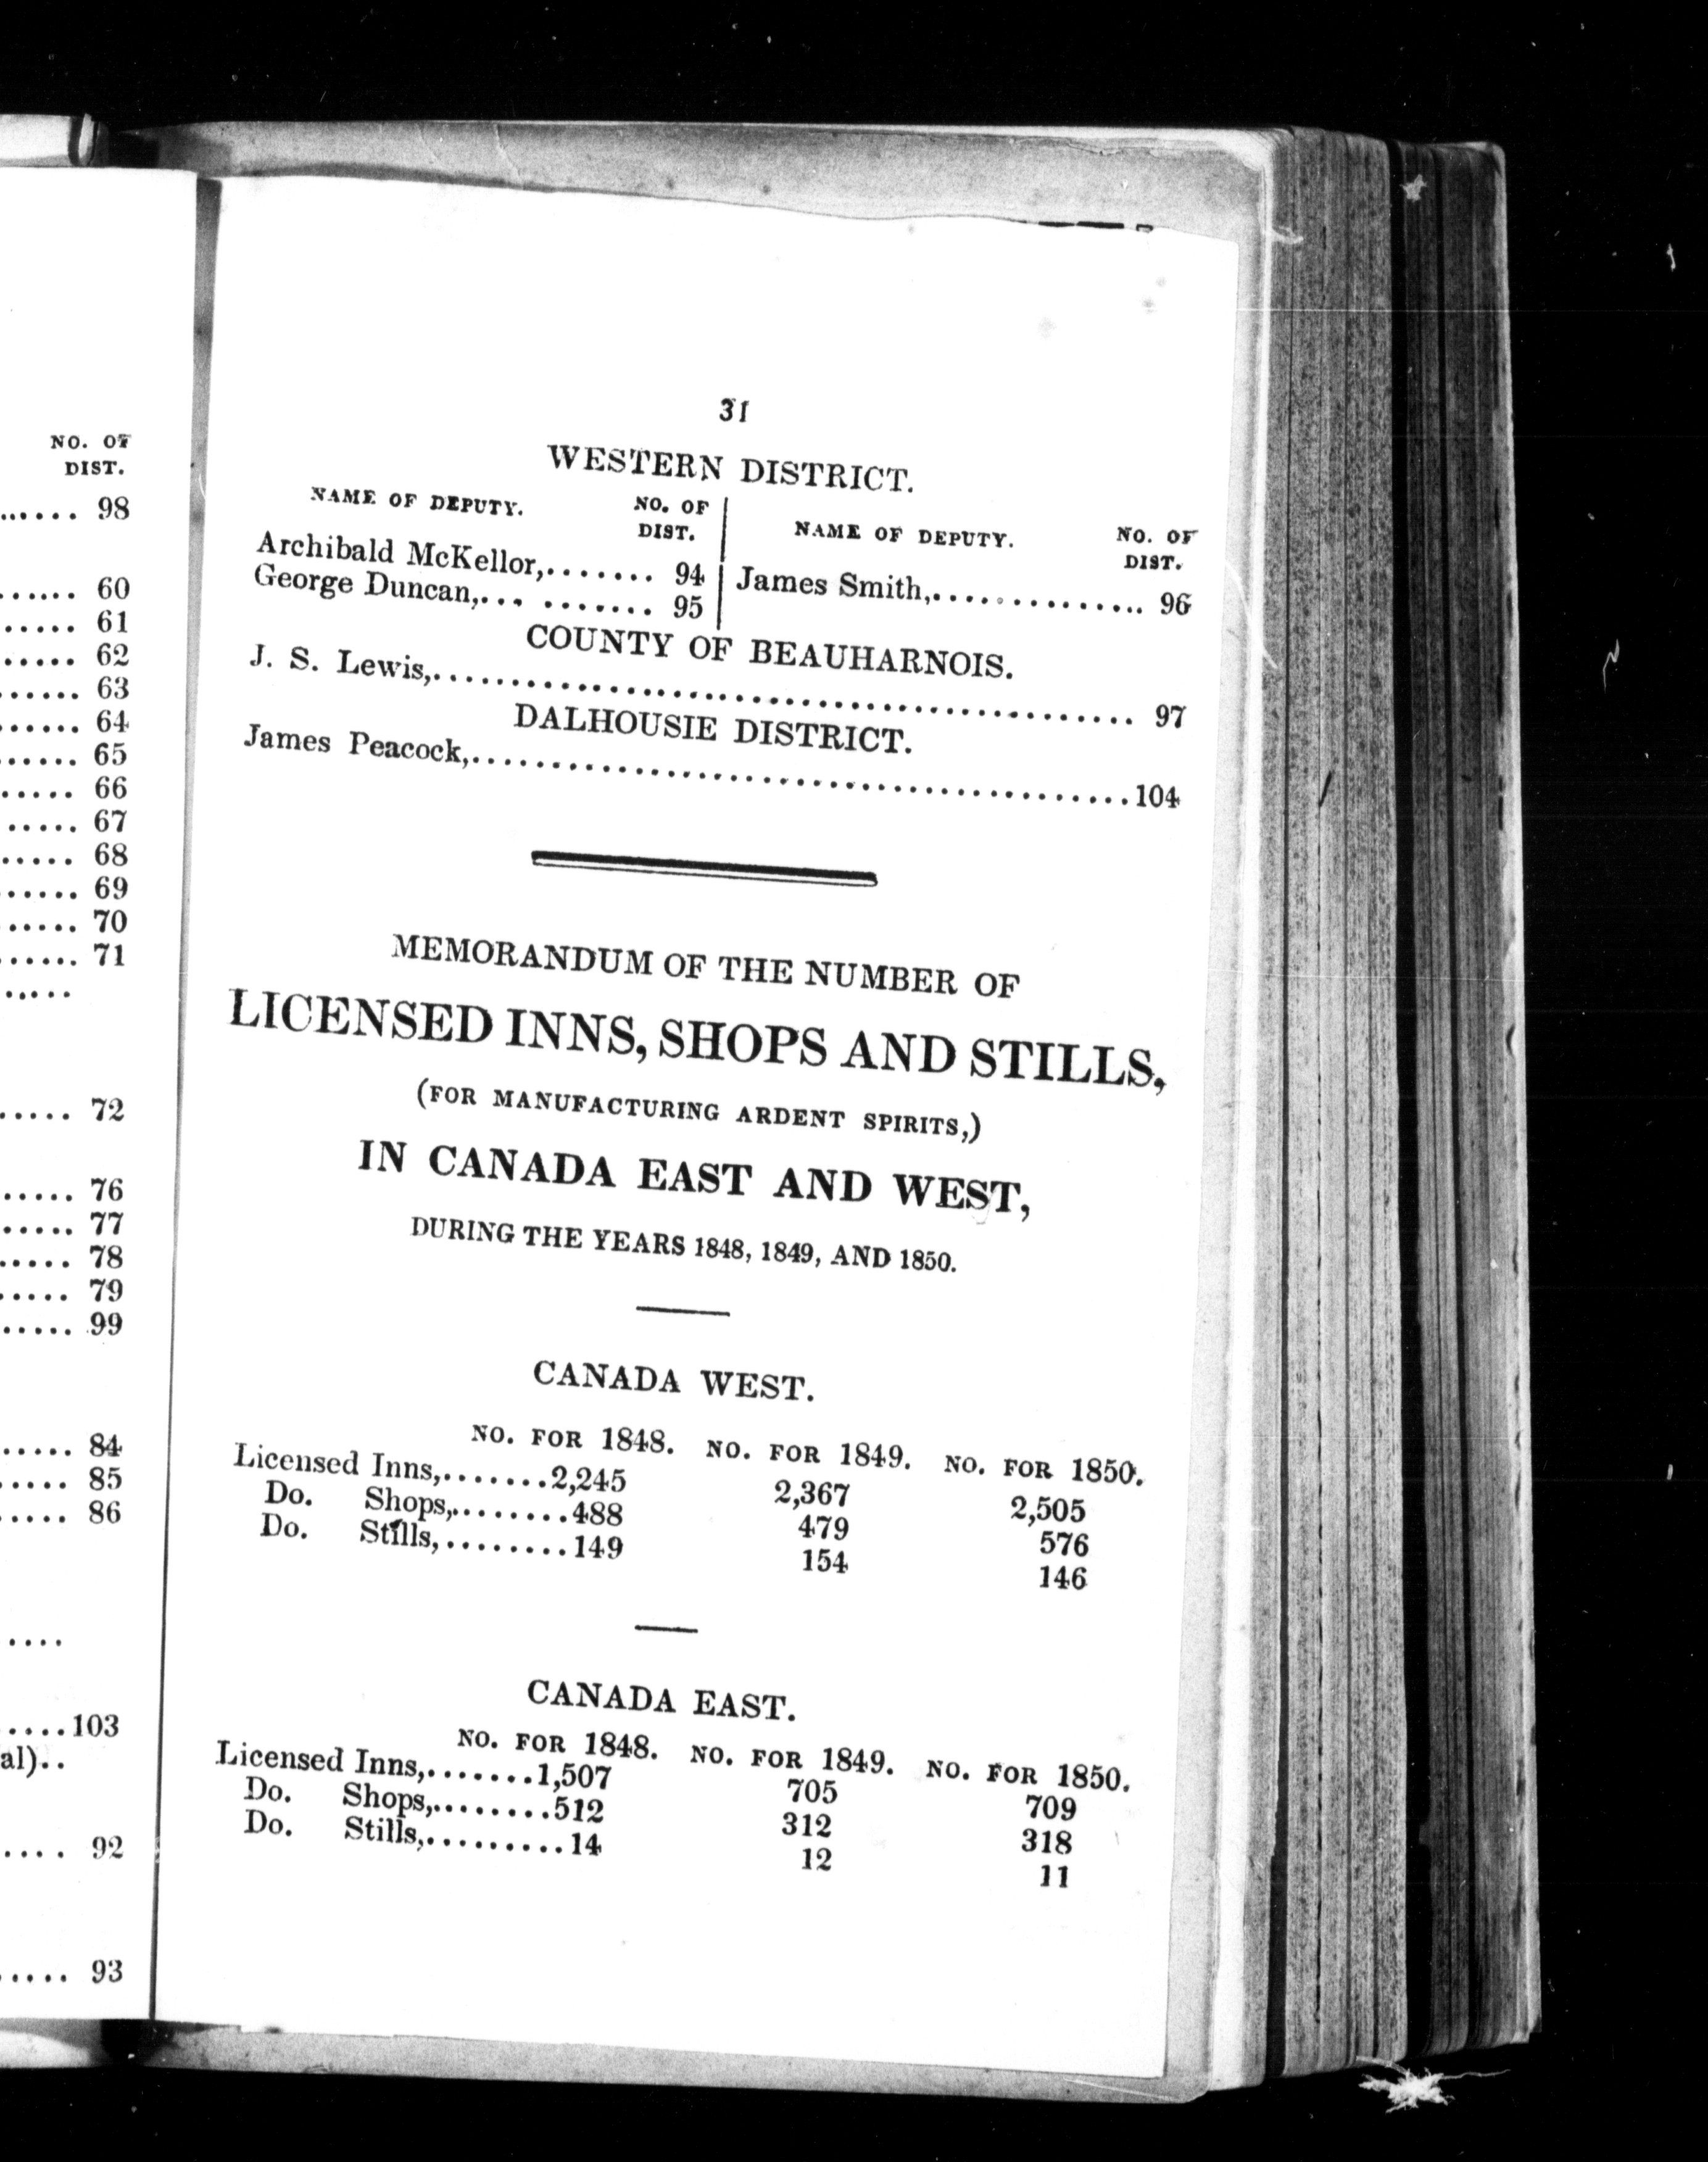 NO. OF
DIST.
...... 98
...... 60
..... 61
..... 62
...... 63
...... 64
...... 65
..... 66
..... 67
..... 68
...... 69
..... 70
...... 71
.....
..... 72
..... 76
..... 77
..... 78
..... 79
..... 99
..... 84
..... 85
..... 86
....
.....103
al)..
.... 92
..... 93
31
WESTERN DISTRICT.
NAME OF DEPUTY. NO. OF DIST. NAME OF DEPUTY. NO. OF DIST.
Archibald McKellor,....... 94 James Smith,.............. 96
George Duncan,... ....... 95
COUNTY OF BEAUHARNOIS.
J. S. Lewis,............................................. 97
DALHOUSIE DISTRICT.
James Peacock,..........................................104
MEMORANDUM OF THE NUMBER OF
LICENSED INNS, SHOPS AND STILLS,
(FOR MANUFACTURING ARDENT SPIRITS,)
IN CANADA EAST AND WEST,
DURING THE YEARS 1848, 1849, AND 1850.
CANADA WEST.
NO. FOR 1848. NO. FOR 1849. NO. FOR 1850.
Licensed Inns,.......2,245 2,367 2,505
Do. Shops,........488 479 576
Do. Stills,........149 154 146
CANADA EAST.
NO. FOR 1848. NO. FOR 1849. NO. FOR 1850.
Licensed Inns,.......1,507 705 709
Do. Shops,........512 312 318
Do. Stills,.........14 12 11